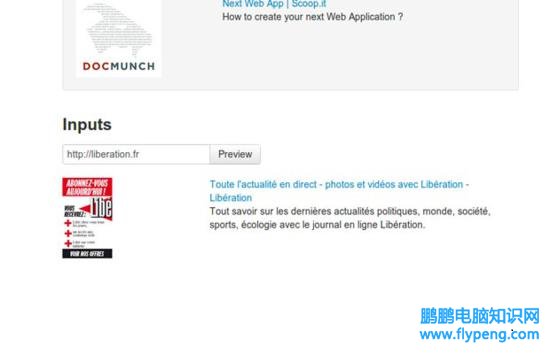 Next Web App | Scoop.it
How to create your next Web Application ?
DOCMUNCH
Inputs
http://liberation.fr
Preview
ABONNEZ-VOUS
AUJOURD'HUI !
VOUS
RECEVREZ:
Libé
VOIR NOS OFFRES
Toute l'actualité en direct - photos et vidéos avec Libération -
Libération
Tout savoir sur les dernières actualités politiques, monde, société,
sports, écologie avec le journal en ligne Libération.
鹏鹏电脑知识网
www.flypeng.com